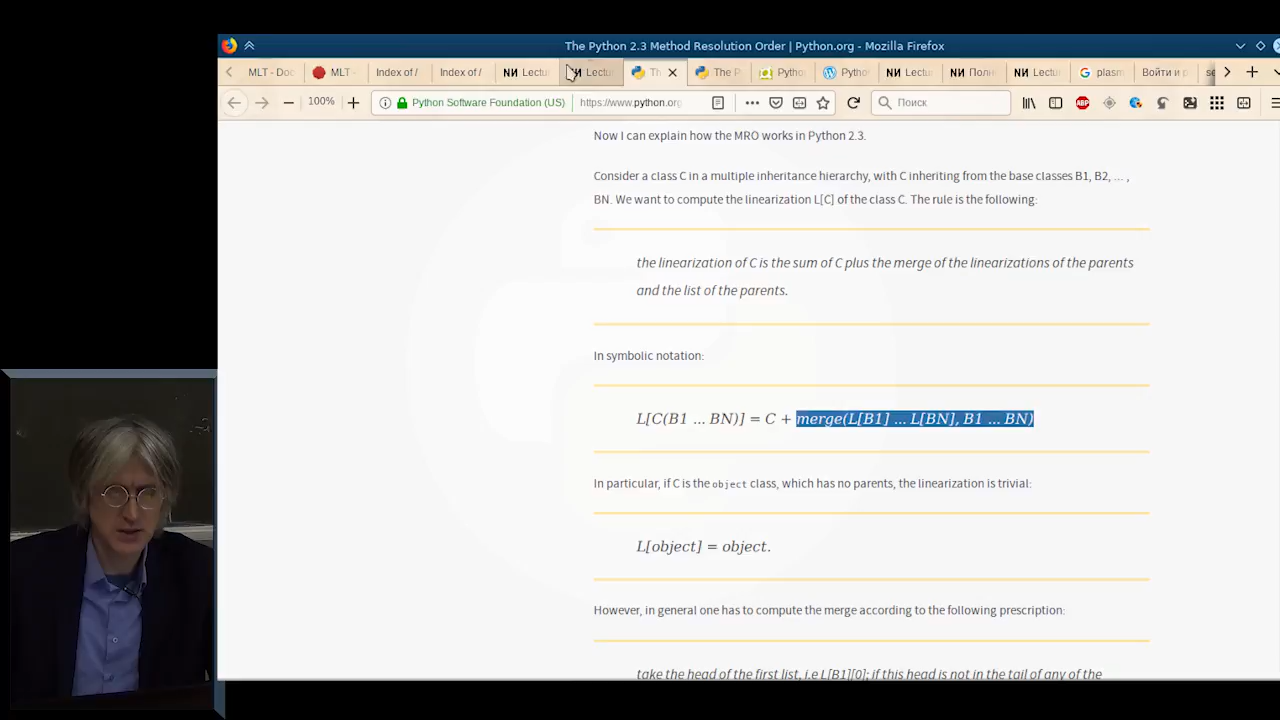 The Python 2.3 Method Resolution Order | Python.org - Mozilla Firefox
MLT - Doc
MLT -
Index of /
Index of /
Lectu
Lectu
Th
The P
Pytho
Pytho
Lectu
Полн
Lectu
plasm
Войти и р
se
100%
Python Software Foundation (US)
https://www.python.org
Поиск
ABP
Now I can explain how the MRO works in Python 2.3.
Consider a class C in a multiple inheritance hierarchy, with C inheriting from the base classes B1, B2, ... ,
BN. We want to compute the linearization L[C] of the class C. The rule is the following:
the linearization of C is the sum of C plus the merge of the linearizations of the parents
and the list of the parents.
In symbolic notation:
L[C(B1 ... BN)] = C + merge(L[B1] ... L[BN], B1 ... BN)
In particular, if C is the object class, which has no parents, the linearization is trivial:
L[object] = object.
However, in general one has to compute the merge according to the following prescription:
take the head of the first list, i.e L[B1][0]; if this head is not in the tail of any of the